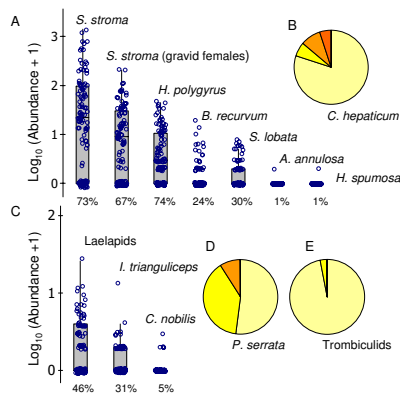 A
S. stroma
B
3
S. stroma (gravid females)
H. polygyrus
2
B. recurvum
C. hepaticum
S. lobata
1
A. annulosa
H. spumosa
0
Log10 (Abundance + 1)
73% 67% 74% 24% 30% 1% 1%
C
2
Laelapids
D
E
I. trianguliceps
1
C. nobilis
P. serrata
Trombiculids
0
Log10 (Abundance +1)
46% 31% 5%